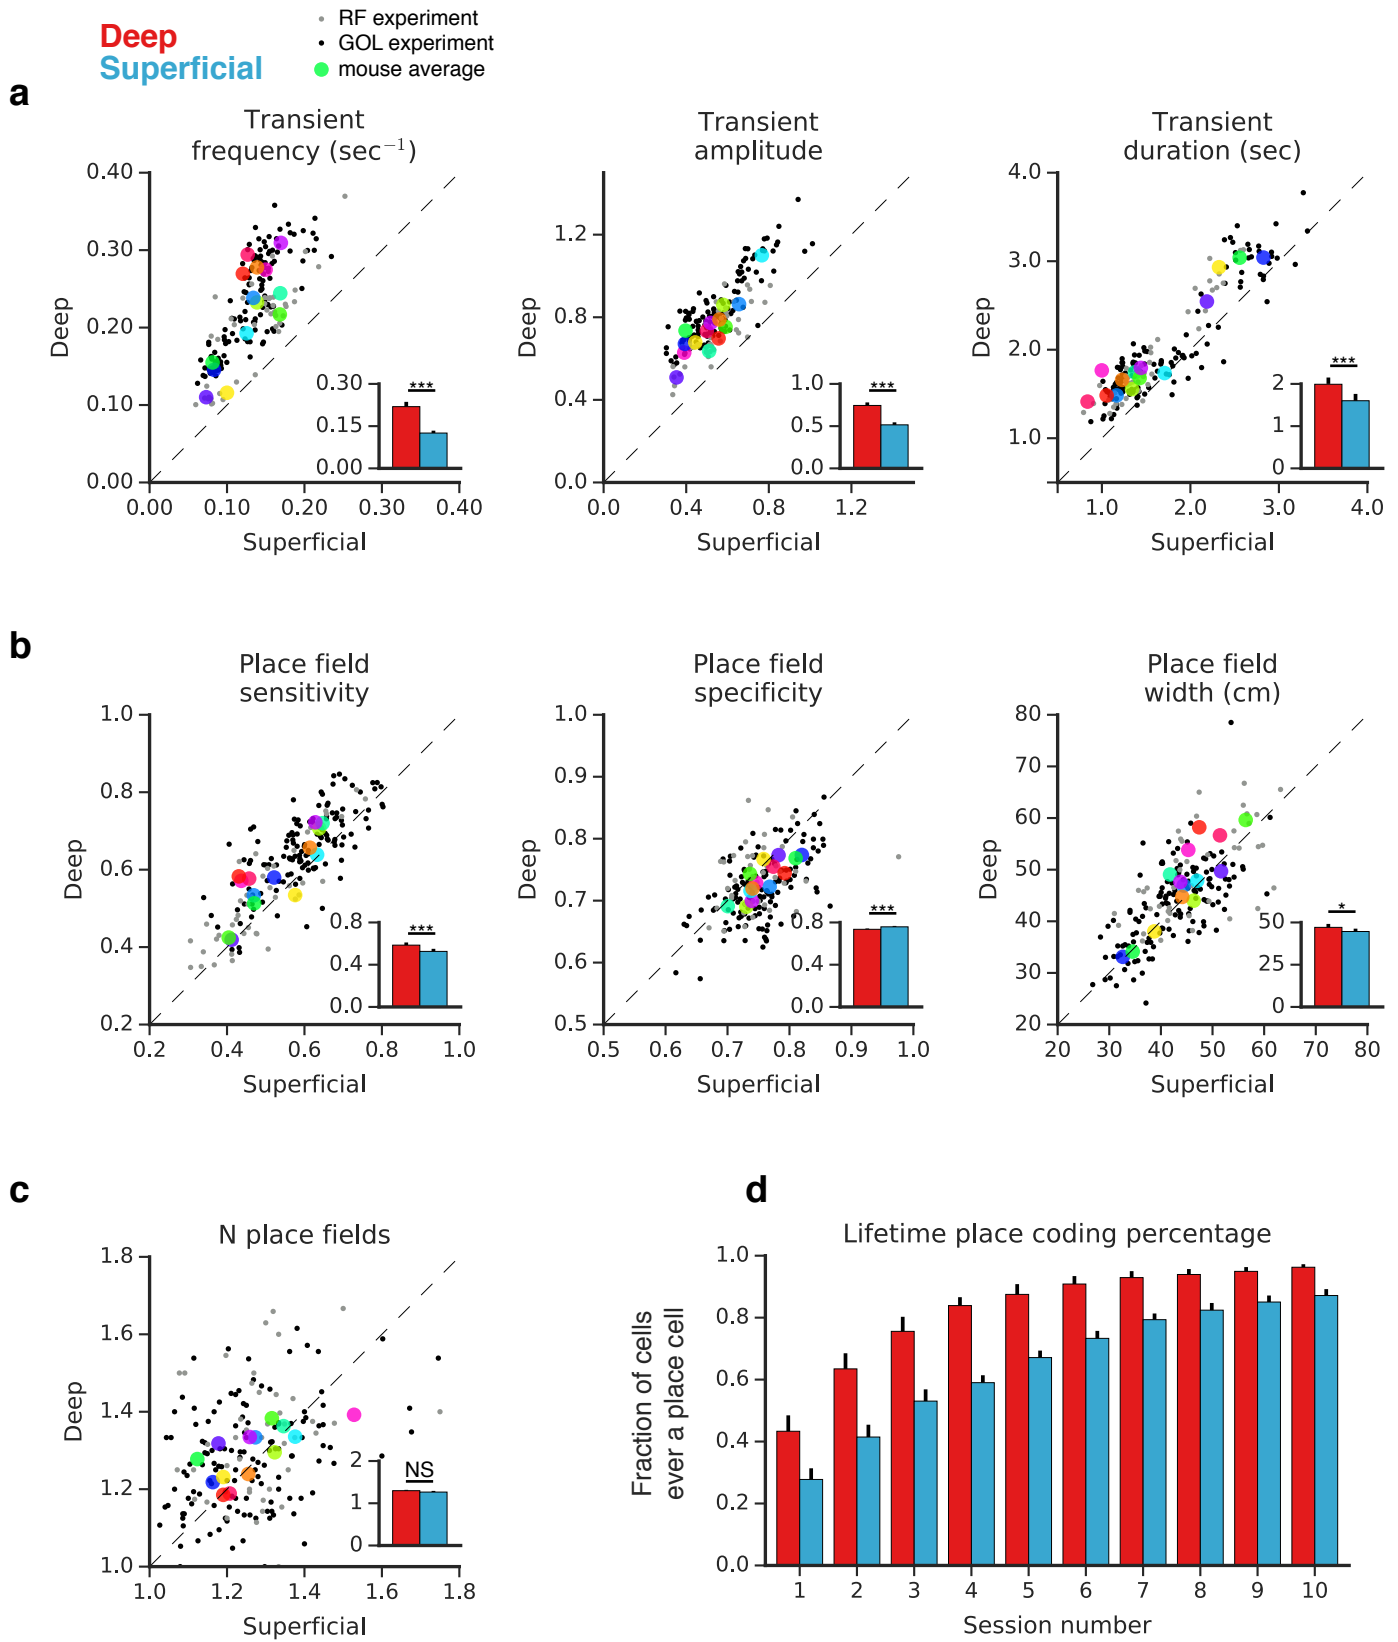 Deep
Superficial
RF experiment
GOL experiment
mouse average
a
Transient
frequency (sec⁻¹)
0.40
0.30
0.20
0.10
0.00
Deep
0.00
0.10
0.20
0.30
0.40
Superficial
0.30
0.15
0.00
***
Transient
amplitude
1.2
0.8
0.4
0.0
Deep
0.0
0.4
0.8
1.2
Superficial
1.0
0.5
0.0
***
Transient
duration (sec)
4.0
3.0
2.0
1.0
Deep
1.0
2.0
3.0
4.0
Superficial
2
1
0
***
b
Place field
sensitivity
1.0
0.8
0.6
0.4
0.2
Deep
0.2
0.4
0.6
0.8
1.0
Superficial
0.8
0.4
0.0
***
Place field
specificity
1.0
0.9
0.8
0.7
0.6
0.5
Deep
0.5
0.6
0.7
0.8
0.9
1.0
Superficial
0.8
0.4
0.0
***
Place field
width (cm)
80
70
60
50
40
30
20
Deep
20
30
40
50
60
70
80
Superficial
50
25
0
*
c
N place fields
1.8
1.6
1.4
1.2
1.0
Deep
1.0
1.2
1.4
1.6
1.8
Superficial
2
1
0
NS
d
Lifetime place coding percentage
1.0
0.8
0.6
0.4
0.2
0.0
Fraction of cells
ever a place cell
1
2
3
4
5
6
7
8
9
10
Session number